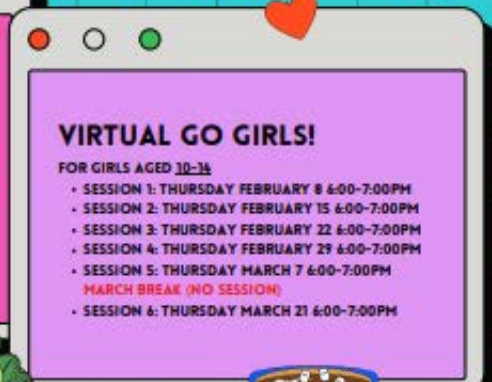 VIRTUAL GO GIRLS!
FOR GIRLS AGED 10-14
• SESSION 1: THURSDAY FEBRUARY 8 6:00-7:00PM
• SESSION 2: THURSDAY FEBRUARY 15 6:00-7:00PM
• SESSION 3: THURSDAY FEBRUARY 22 6:00-7:00PM
• SESSION 4: THURSDAY FEBRUARY 29 6:00-7:00PM
• SESSION 5: THURSDAY MARCH 7 6:00-7:00PM
MARCH BREAK (NO SESSION)
• SESSION 6: THURSDAY MARCH 21 6:00-7:00PM